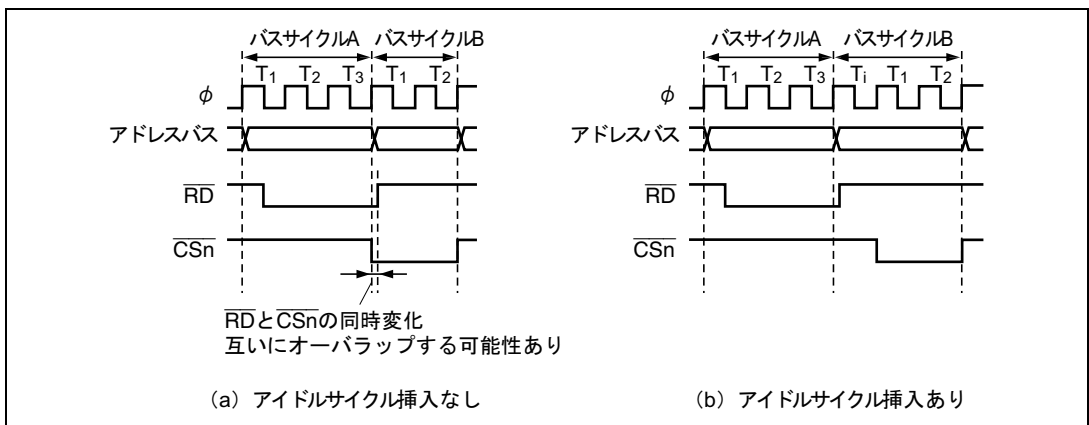 バスサイクルA バスサイクルB
T1 T2 T3 T1 T2
φ
アドレスバス
RD
CSn
RDとCSnの同時変化
互いにオーバラップする可能性あり
(a) アイドルサイクル挿入なし
バスサイクルA バスサイクルB
T1 T2 T3 Ti T1 T2
φ
アドレスバス
RD
CSn
(b) アイドルサイクル挿入あり